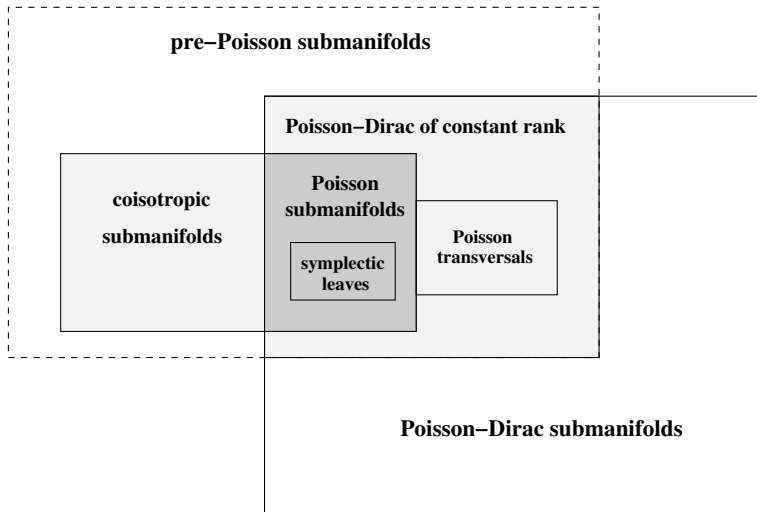 pre–Poisson submanifolds
Poisson–Dirac of constant rank
coisotropic
submanifolds
Poisson
submanifolds
symplectic
leaves
Poisson
transversals
Poisson–Dirac submanifolds